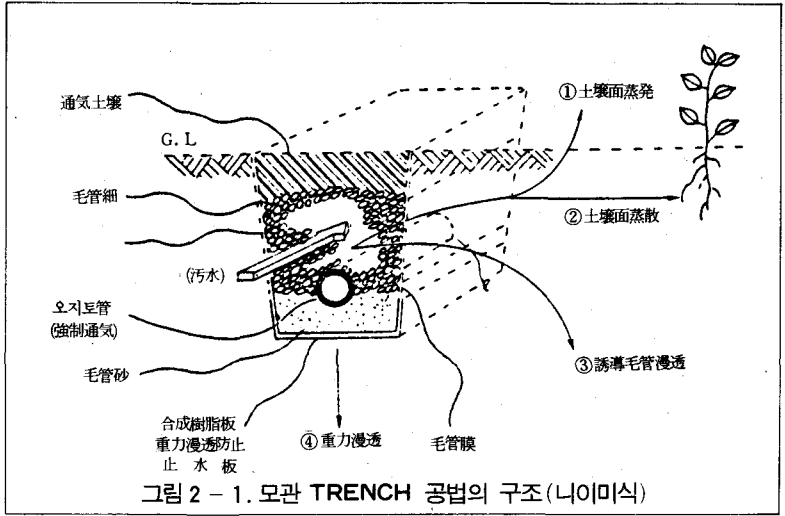 通気土壌
G.L
毛管細
(汚水)
오지토管
(強制通気)
毛管砂
合成樹脂板
重力浸透防止
止水板
①土壌面蒸発
②土壌面蒸散
③誘導毛管浸透
④重力浸透
毛管膜
그림 2-1. 모관 TRENCH 공법의 구조(니이미식)